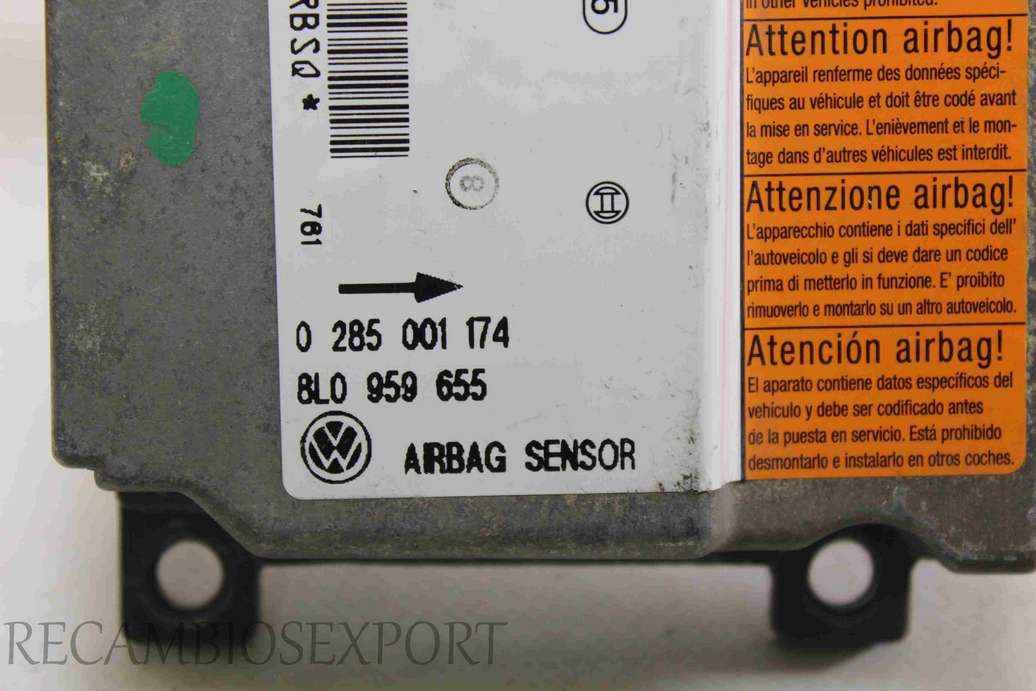 RBSQ *
5
8
761
0 285 001 174
8L0 959 655
AIRBAG SENSOR
in other vehicles prohibited.
Attention airbag!
L'appareil renferme des données spéci-
fiques au véhicule et doit être codé avant
la mise en service. L'enièvement et le mon-
tage dans d'autres véhicules est interdit.
Attenzione airbag!
L'apparecchio contiene i dati specifici dell'
l'autoveicolo e gli si deve dare un codice
prima di metterlo in funzione. E' proibito
rimuoverlo e montarlo su un altro autoveicolo.
Atención airbag!
El aparato contiene datos específicos del
vehículo y debe ser codificado antes
de la puesta en servicio. Está prohibido
desmontarlo e instalarlo en otros coches.
RECAMBIOSEXPORT